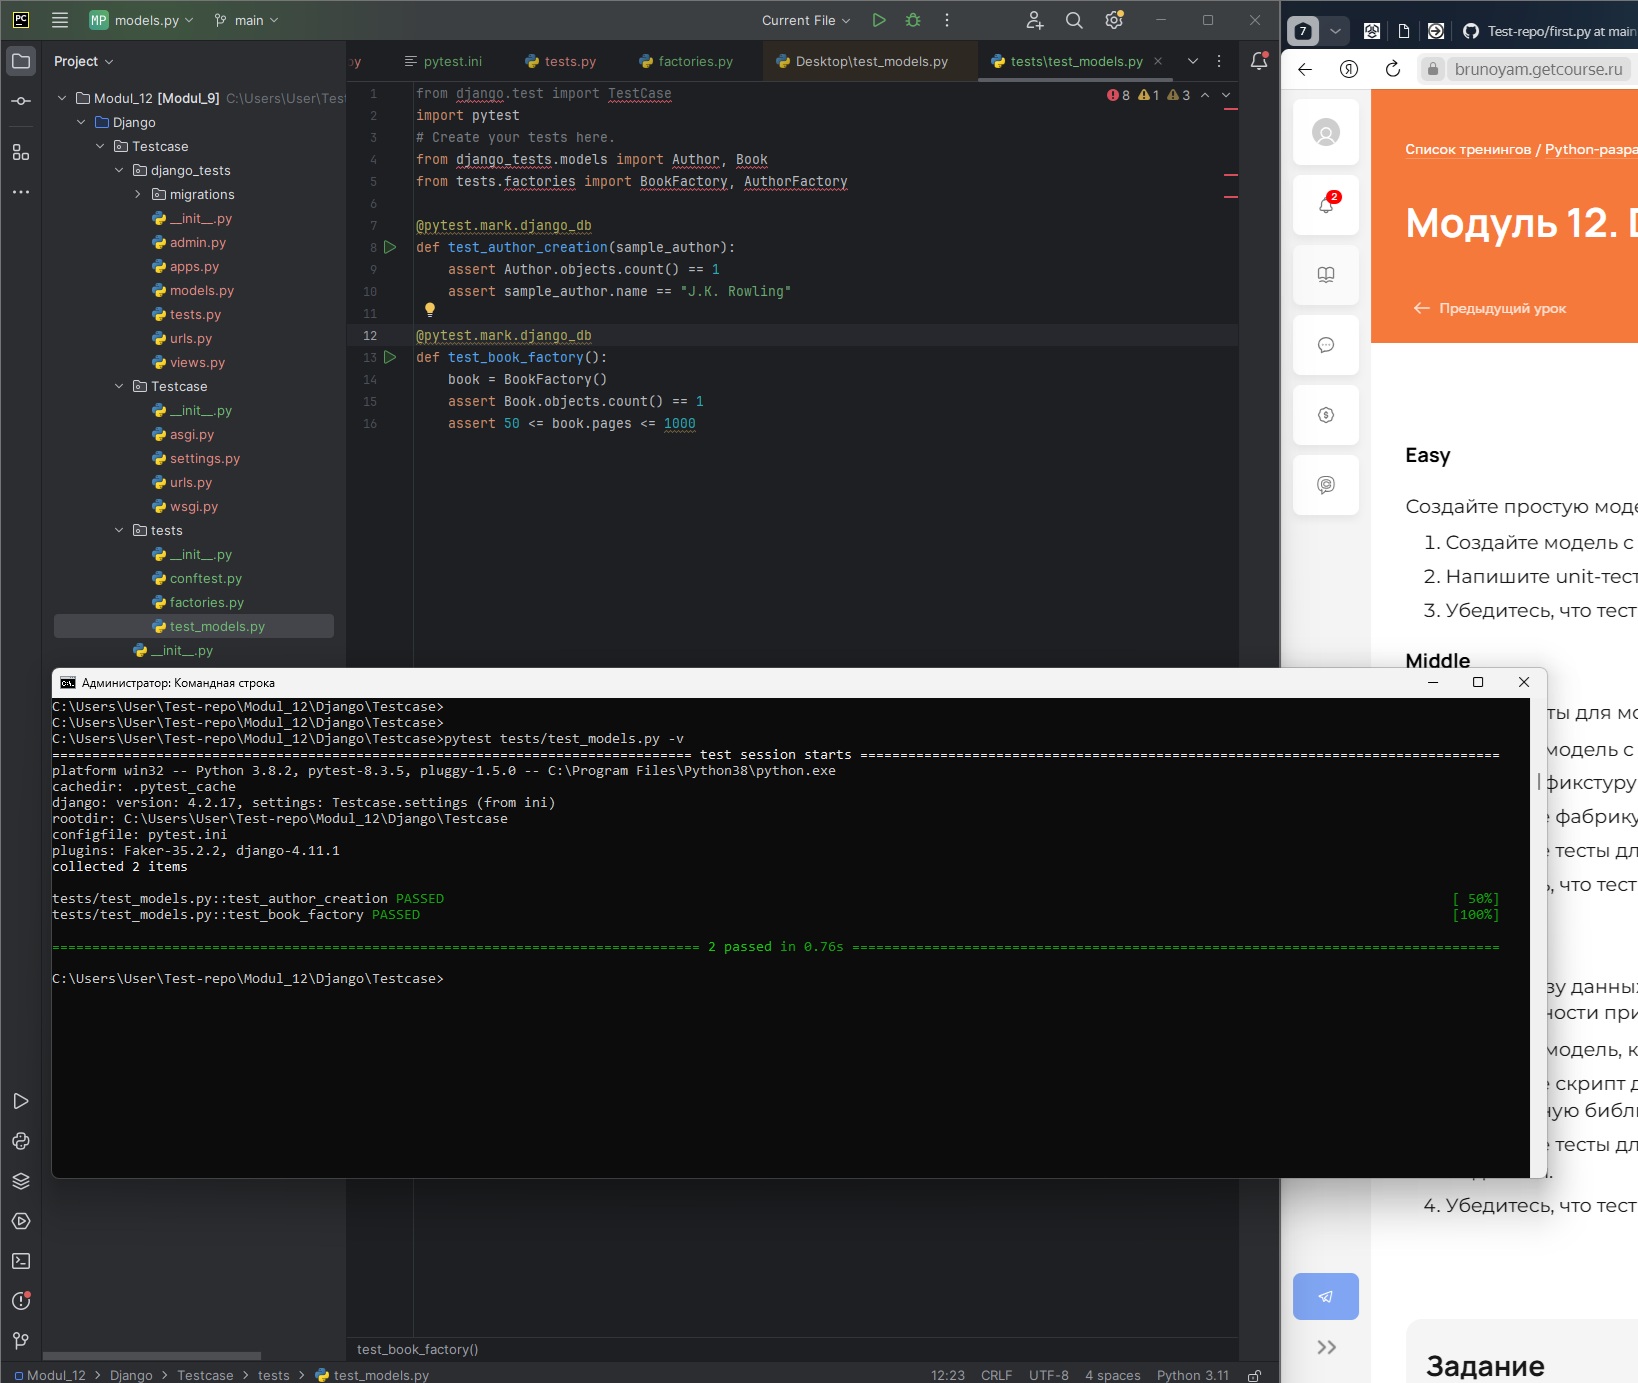 PC
MP models.py
main
Current File
Project
Modul_12 [Modul_9] C:\Users\User\Test
Django
Testcase
django_tests
migrations
__init__.py
admin.py
apps.py
models.py
tests.py
urls.py
views.py
Testcase
__init__.py
asgi.py
settings.py
urls.py
wsgi.py
tests
__init__.py
conftest.py
factories.py
test_models.py
__init__.py
py
pytest.ini
tests.py
factories.py
Desktop\test_models.py
tests\test_models.py
8 1 3
1 from django.test import TestCase
2 import pytest
3 # Create your tests here.
4 from django_tests.models import Author, Book
5 from tests.factories import BookFactory, AuthorFactory
6
7 @pytest.mark.django_db
8 def test_author_creation(sample_author):
9 assert Author.objects.count() == 1
10 assert sample_author.name == "J.K. Rowling"
11
12 @pytest.mark.django_db
13 def test_book_factory():
14 book = BookFactory()
15 assert Book.objects.count() == 1
16 assert 50 <= book.pages <= 1000
Администратор: Командная строка
C:\Users\User\Test-repo\Modul_12\Django\Testcase>
C:\Users\User\Test-repo\Modul_12\Django\Testcase>
C:\Users\User\Test-repo\Modul_12\Django\Testcase>pytest tests/test_models.py -v
================================================================================ test session starts ================================================================================
platform win32 -- Python 3.8.2, pytest-8.3.5, pluggy-1.5.0 -- C:\Program Files\Python38\python.exe
cachedir: .pytest_cache
django: version: 4.2.17, settings: Testcase.settings (from ini)
rootdir: C:\Users\User\Test-repo\Modul_12\Django\Testcase
configfile: pytest.ini
plugins: Faker-35.2.2, django-4.11.1
collected 2 items
tests/test_models.py::test_author_creation PASSED [ 50%]
tests/test_models.py::test_book_factory PASSED [100%]
================================================================================= 2 passed in 0.76s =================================================================================
C:\Users\User\Test-repo\Modul_12\Django\Testcase>
test_book_factory()
Modul_12 > Django > Testcase > tests > test_models.py
12:23 CRLF UTF-8 4 spaces Python 3.11
7
Test-repo/first.py at main
brunoyam.getcourse.ru
2
Список тренингов / Python-разра
Модуль 12. D
Предыдущий урок
Easy
Создайте простую моде
1. Создайте модель с
2. Напишите unit-тест
3. Убедитесь, что тест
Middle
ты для мо
модель с
фикстуру
фабрику
тесты дл
, что тест
зу данных
ности при
модель, к
скрипт д
ную библи
тесты дл
4. Убедитесь, что тест
Задание